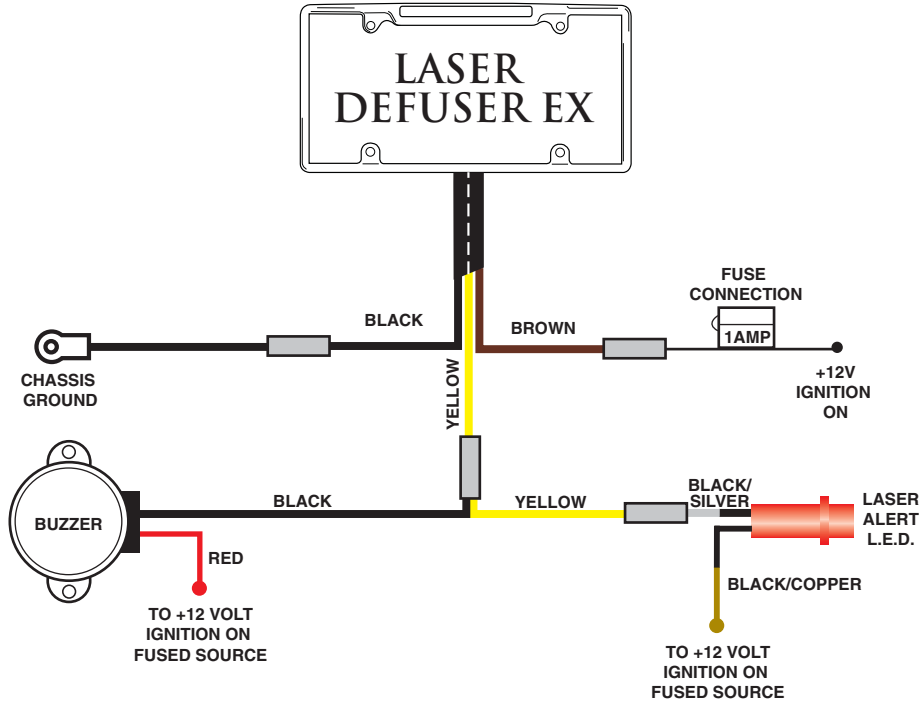 LASER
DEFUSER EX
FUSE
CONNECTION
1AMP
BLACK
BROWN
YELLOW
CHASSIS
GROUND
+12V
IGNITION
ON
BUZZER
BLACK
RED
YELLOW
BLACK/
SILVER
LASER
ALERT
L.E.D.
BLACK/COPPER
TO +12 VOLT
IGNITION ON
FUSED SOURCE
TO +12 VOLT
IGNITION ON
FUSED SOURCE